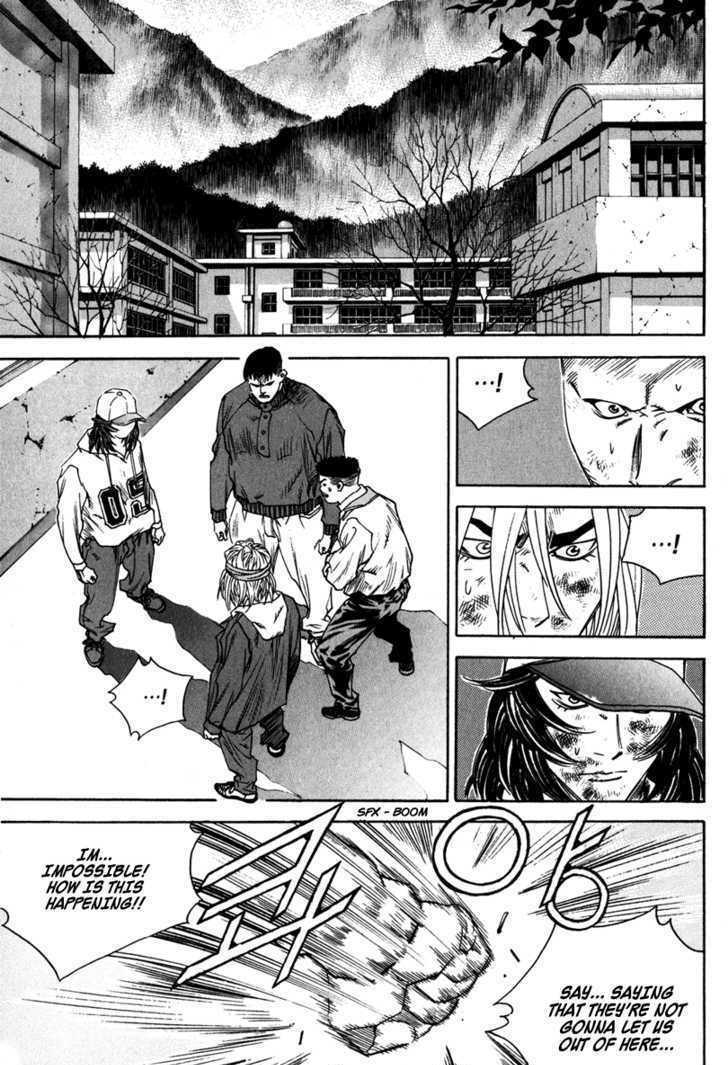 ...!
...!
05
...!
SFX - BOOM
IM...
IMPOSSIBLE!
HOW IS THIS
HAPPENING!!
SAY... SAYING
THAT THEY'RE NOT
GONNA LET US
OUT OF HERE...